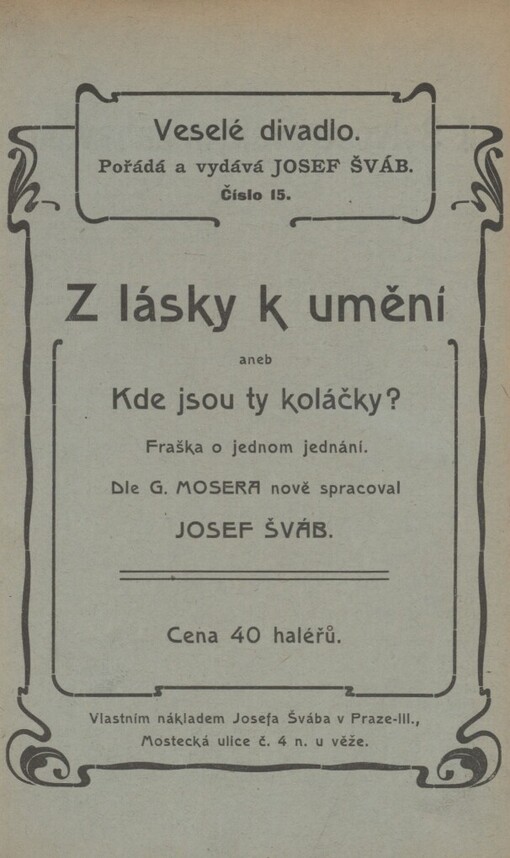 Veselé divadlo.
Pořádá a vydává JOSEF ŠVÁB.
Číslo 15.
Z lásky k umění
aneb
Kde jsou ty koláčky?
Fraška o jednom jednání.
Dle G. MOSERA nově spracoval
JOSEF ŠVÁB.
Cena 40 haléřů.
Vlastním nákladem Josefa Švába v Praze-III.,
Mostecká ulice č. 4 n. u věže.